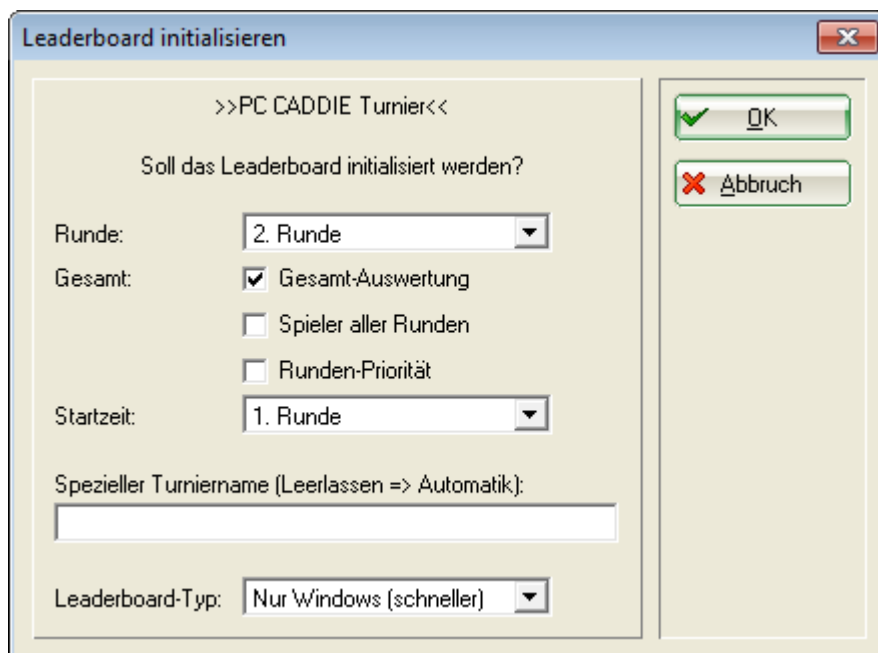 Leaderboard initialisieren
>>PC CADDIE Turnier<<
Soll das Leaderboard initialisiert werden?
Runde: 2. Runde
Gesamt: Gesamt-Auswertung
Spieler aller Runden
Runden-Priorität
Startzeit: 1. Runde
Spezieller Turniername (Leerlassen => Automatik):
Leaderboard-Typ: Nur Windows (schneller)
OK
Abbruch